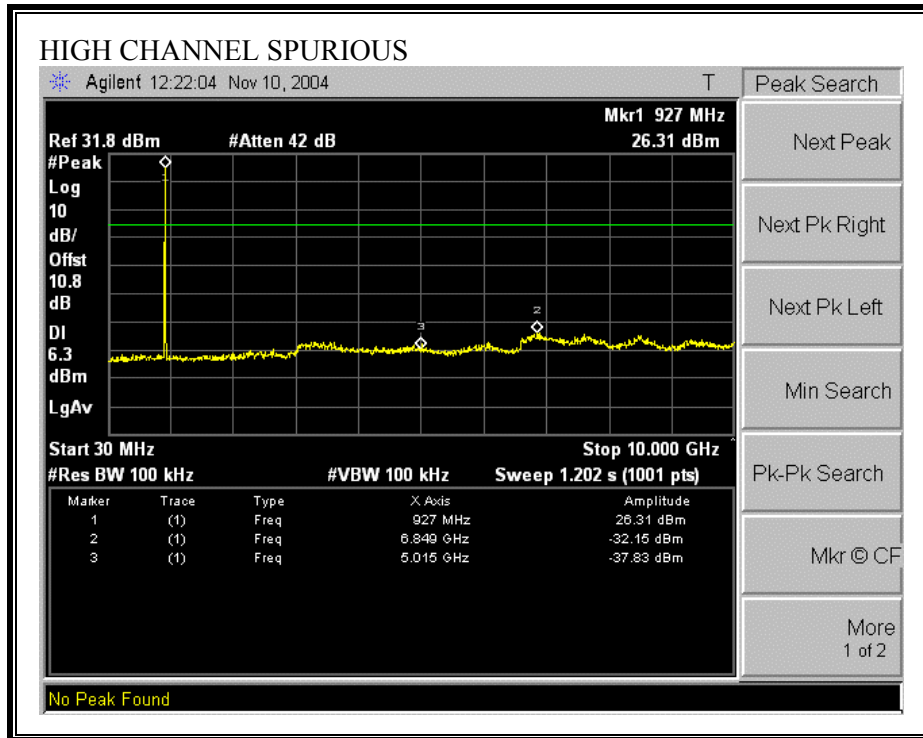 HIGH CHANNEL SPURIOUS
Agilent 12:22:04 Nov 10, 2004 T
Peak Search
Mkr1 927 MHz
Ref 31.8 dBm #Atten 42 dB 26.31 dBm
#Peak
Log
10
dB/
Offst
10.8
dB
DI
6.3
dBm
LgAv
2
3
Start 30 MHz Stop 10.000 GHz ^
#Res BW 100 kHz #VBW 100 kHz Sweep 1.202 s (1001 pts)
Marker Trace Type X Axis Amplitude
1 (1) Freq 927 MHz 26.31 dBm
2 (1) Freq 6.849 GHz -32.15 dBm
3 (1) Freq 5.015 GHz -37.83 dBm
No Peak Found
Next Peak
Next Pk Right
Next Pk Left
Min Search
Pk-Pk Search
Mkr © CF
More
1 of 2